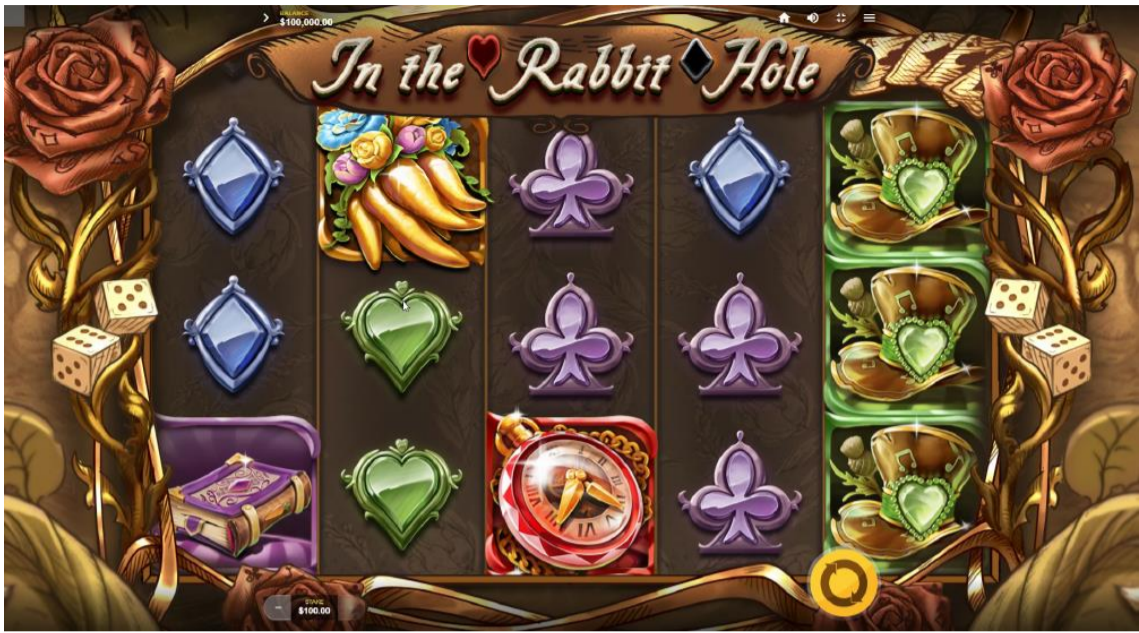 BALANCE
$100,000.00
In the Rabbit Hole
STAKE
$100.00